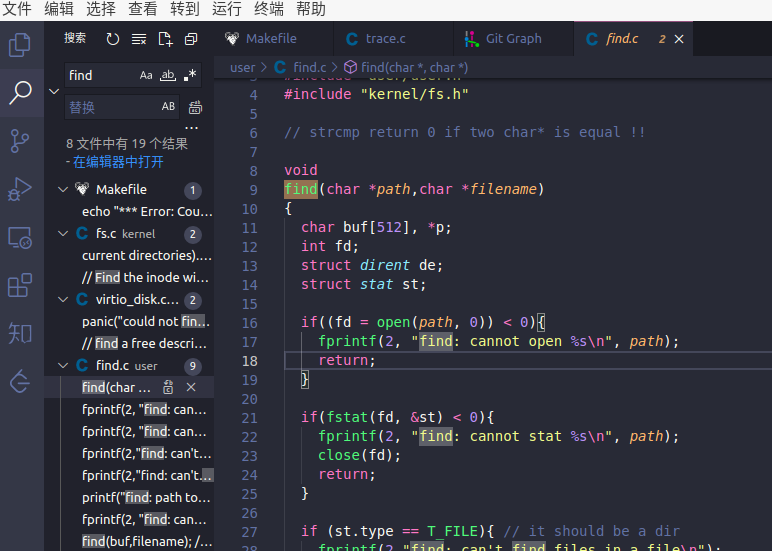 文件 编辑 选择 查看 转到 运行 终端 帮助
搜索
find
Aa ab .*
替换
AB
...
8 文件中有 19 个结果
- 在编辑器中打开
Makefile 1
echo "*** Error: Cou...
C fs.c kernel 2
current directories)....
// Find the inode wi...
C virtio_disk.c... 2
panic("could not fin...
// find a free descri...
C find.c user 9
find(char ...
fprintf(2, "find: can...
fprintf(2, "find: can...
fprintf(2,"find: can't...
fprintf(2,"find: can't...
printf("find: path to...
fprintf(2, "find: can...
find(buf,filename); /...
知
Makefile C trace.c Git Graph C find.c 2
user > C find.c > find(char *, char *)
4 #include "kernel/fs.h"
5
6 // strcmp return 0 if two char* is equal !!
7
8 void
9 find(char *path,char *filename)
10 {
11 char buf[512], *p;
12 int fd;
13 struct dirent de;
14 struct stat st;
15
16 if((fd = open(path, 0)) < 0){
17 fprintf(2, "find: cannot open %s\n", path);
18 return;
19 }
20
21 if(fstat(fd, &st) < 0){
22 fprintf(2, "find: cannot stat %s\n", path);
23 close(fd);
24 return;
25 }
26
27 if (st.type == T_FILE){ // it should be a dir
28 fprintf(2,"find: can't find files in a file\n");